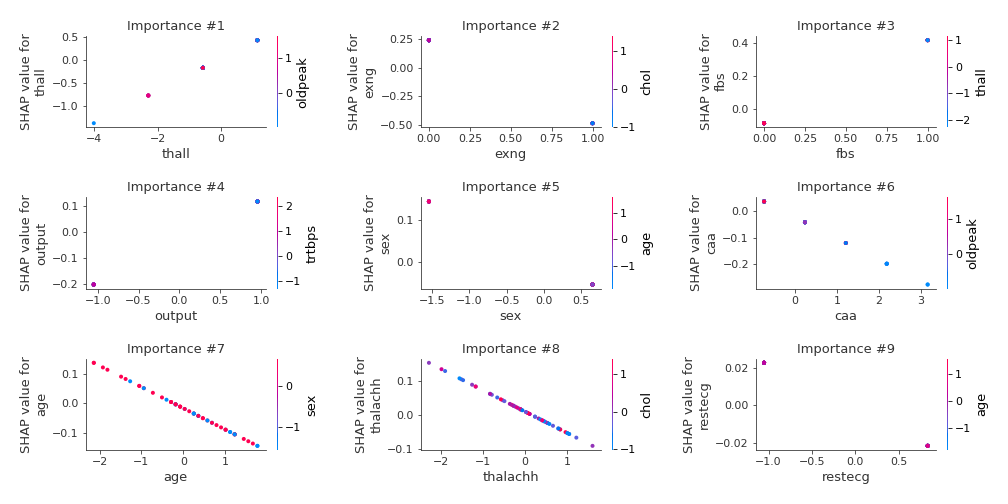 Importance #1
SHAP value for
thall
0.5
0.0
−0.5
−1.0
−4
−2
0
thall
1
0
oldpeak
Importance #2
SHAP value for
exng
0.25
0.00
−0.25
−0.50
0.00
0.25
0.50
0.75
1.00
exng
1
0
−1
chol
Importance #3
SHAP value for
fbs
0.4
0.2
0.0
0.00
0.25
0.50
0.75
1.00
fbs
1
0
−1
−2
thall
Importance #4
SHAP value for
output
0.1
0.0
−0.1
−0.2
−1.0
−0.5
0.0
0.5
1.0
output
2
1
0
−1
trtbps
Importance #5
SHAP value for
sex
0.1
0.0
−1.5
−1.0
−0.5
0.0
0.5
sex
1
0
−1
age
Importance #6
SHAP value for
caa
0.0
−0.1
−0.2
0
1
2
3
caa
1
0
oldpeak
Importance #7
SHAP value for
age
0.1
0.0
−0.1
−2
−1
0
1
age
0
−1
sex
Importance #8
SHAP value for
thalachh
0.1
0.0
−0.1
−2
−1
0
1
thalachh
1
0
−1
chol
Importance #9
SHAP value for
restecg
0.02
0.00
−0.02
−1.0
−0.5
0.0
0.5
restecg
1
0
−1
age